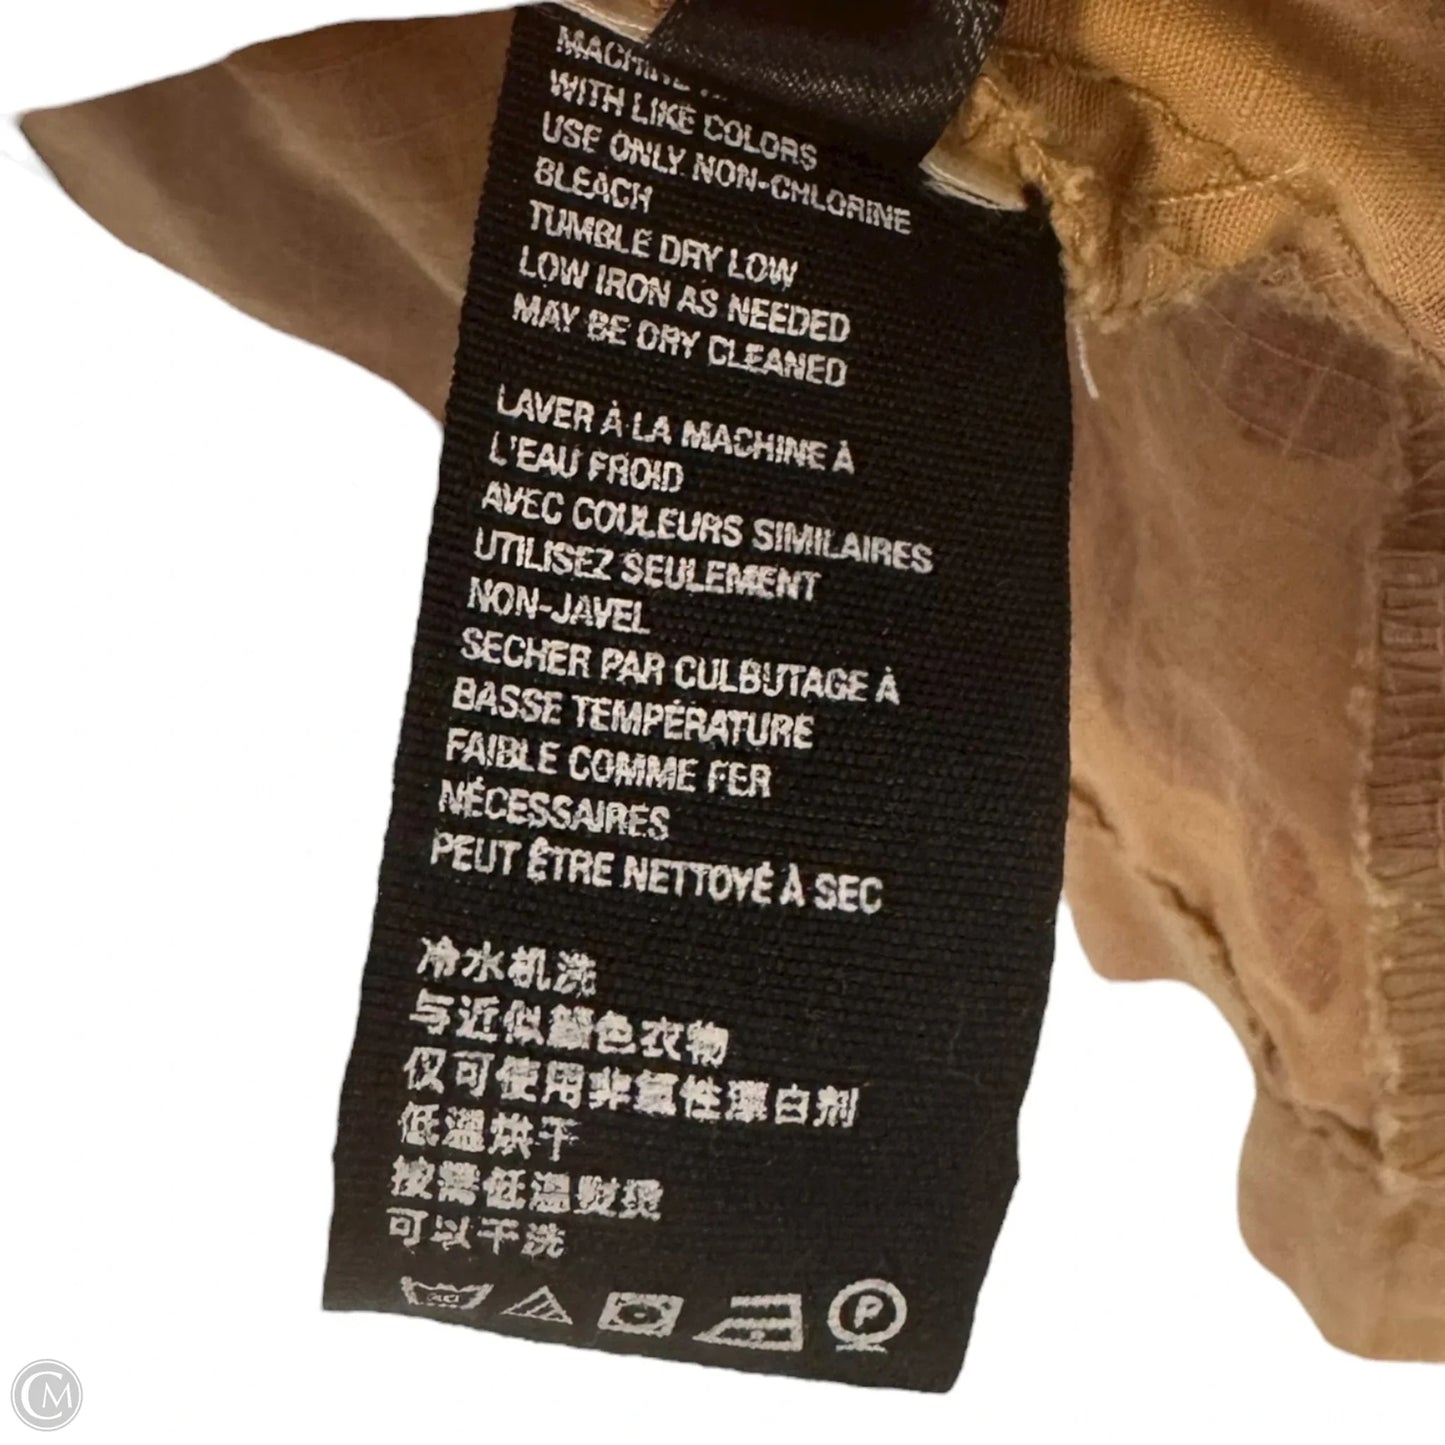 MACHINE
WITH LIKE COLORS
USE ONLY NON-CHLORINE
BLEACH
TUMBLE DRY LOW
LOW IRON AS NEEDED
MAY BE DRY CLEANED
LAVER À LA MACHINE À
L'EAU FROID
AVEC COULEURS SIMILAIRES
UTILISEZ SEULEMENT
NON-JAVEL
SECHER PAR CULBUTAGE À
BASSE TEMPÉRATURE
FAIBLE COMME FER
NÉCESSAIRES
PEUT ÊTRE NETTOYÉ À SEC
冷水机洗
与近似颜色衣物
仅可使用非氯性漂白剂
低温烘干
按需低温熨烫
可以干洗
P
CM